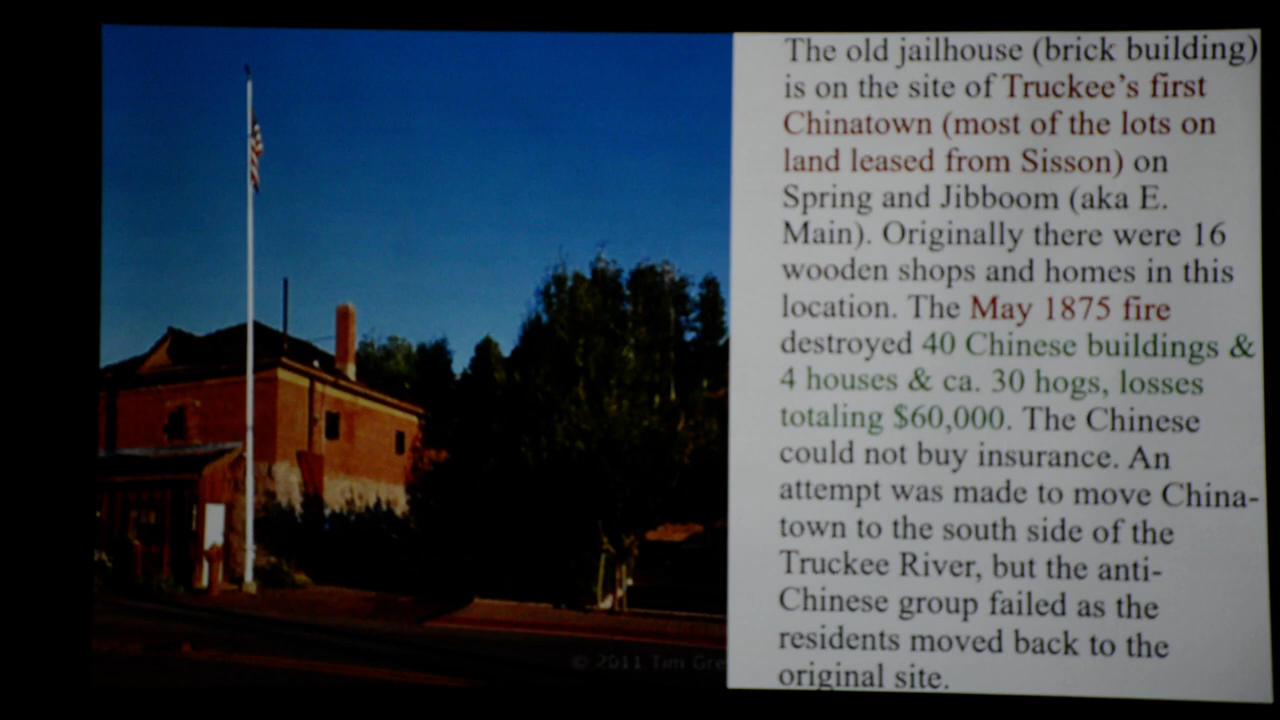 The old jailhouse (brick building)
is on the site of Truckee's first
Chinatown (most of the lots on
land leased from Sisson) on
Spring and Jibboom (aka E.
Main). Originally there were 16
wooden shops and homes in this
location. The May 1875 fire
destroyed 40 Chinese buildings &
4 houses & ca. 30 hogs, losses
totaling $60,000. The Chinese
could not buy insurance. An
attempt was made to move China-
town to the south side of the
Truckee River, but the anti-
Chinese group failed as the
residents moved back to the
original site.
© 2011 Tim Gre